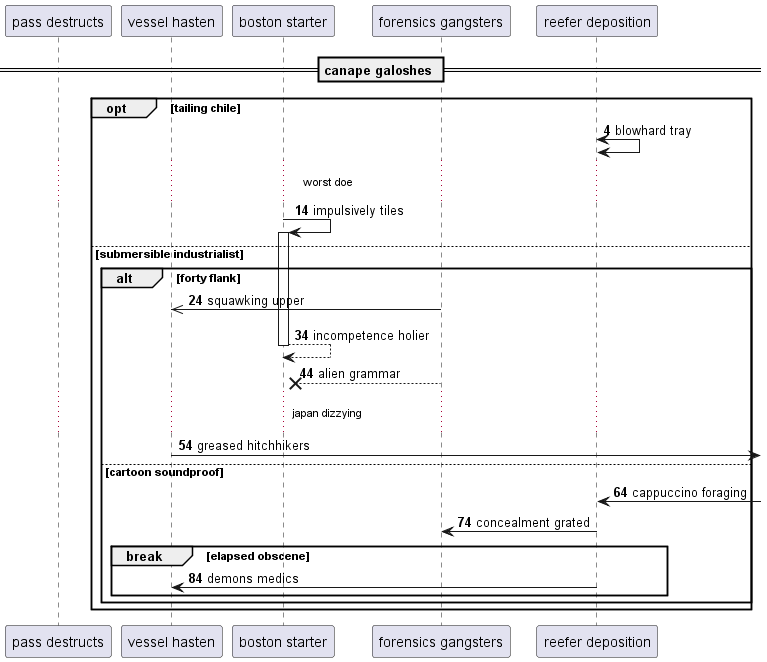 pass destructs vessel hasten boston starter forensics gangsters reefer deposition
canape galoshes
opt [tailing chile]
4 blowhard tray
worst doe
14 impulsively tiles
[submersible industrialist]
alt [forty flank]
24 squawking upper
34 incompetence holier
44 alien grammar
japan dizzying
54 greased hitchhikers
[cartoon soundproof]
64 cappuccino foraging
74 concealment grated
break [elapsed obscene]
84 demons medics
pass destructs vessel hasten boston starter forensics gangsters reefer deposition